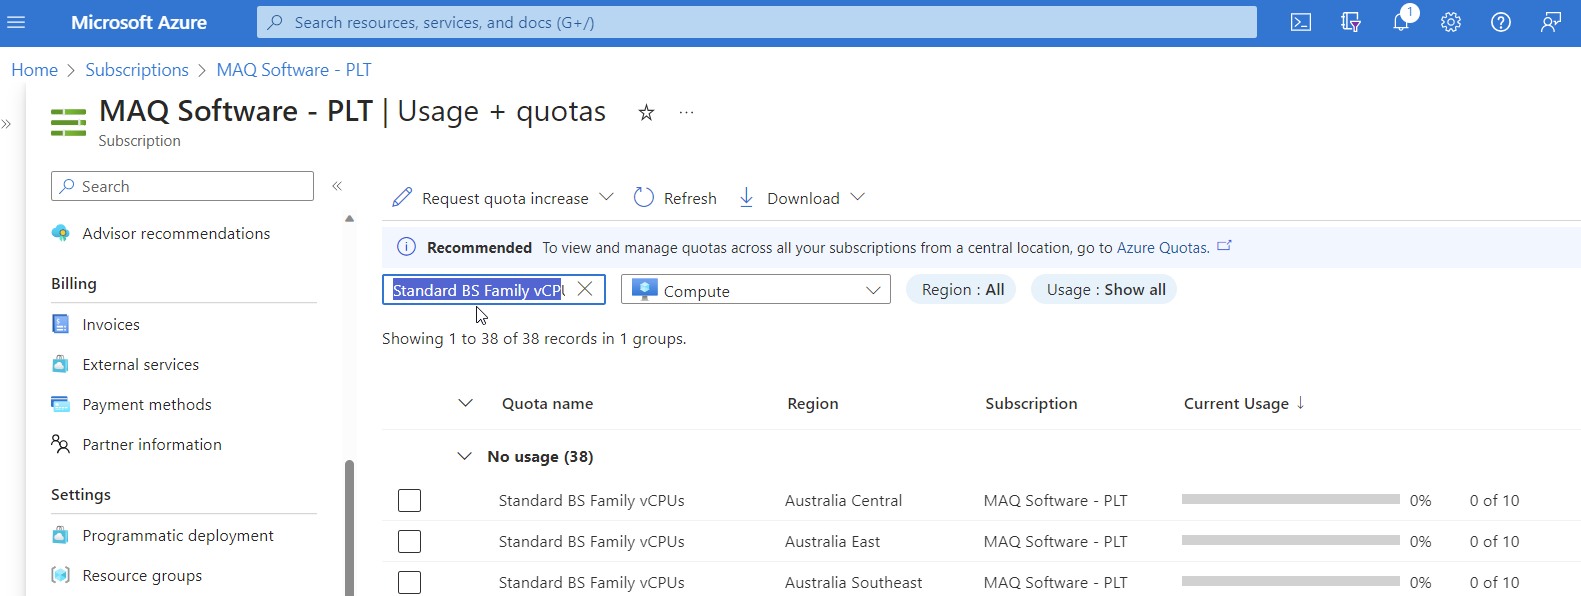 Microsoft Azure
Search resources, services, and docs (G+/)
1
Home > Subscriptions > MAQ Software - PLT
MAQ Software - PLT | Usage + quotas
Subscription
Search
Advisor recommendations
Billing
Invoices
External services
Payment methods
Partner information
Settings
Programmatic deployment
Resource groups
Request quota increase
Refresh
Download
Recommended To view and manage quotas across all your subscriptions from a central location, go to Azure Quotas.
Standard BS Family vCPU
Compute
Region : All
Usage : Show all
Showing 1 to 38 of 38 records in 1 groups.
Quota name Region Subscription Current Usage ↓
No usage (38)
Standard BS Family vCPUs Australia Central MAQ Software - PLT 0% 0 of 10
Standard BS Family vCPUs Australia East MAQ Software - PLT 0% 0 of 10
Standard BS Family vCPUs Australia Southeast MAQ Software - PLT 0% 0 of 10